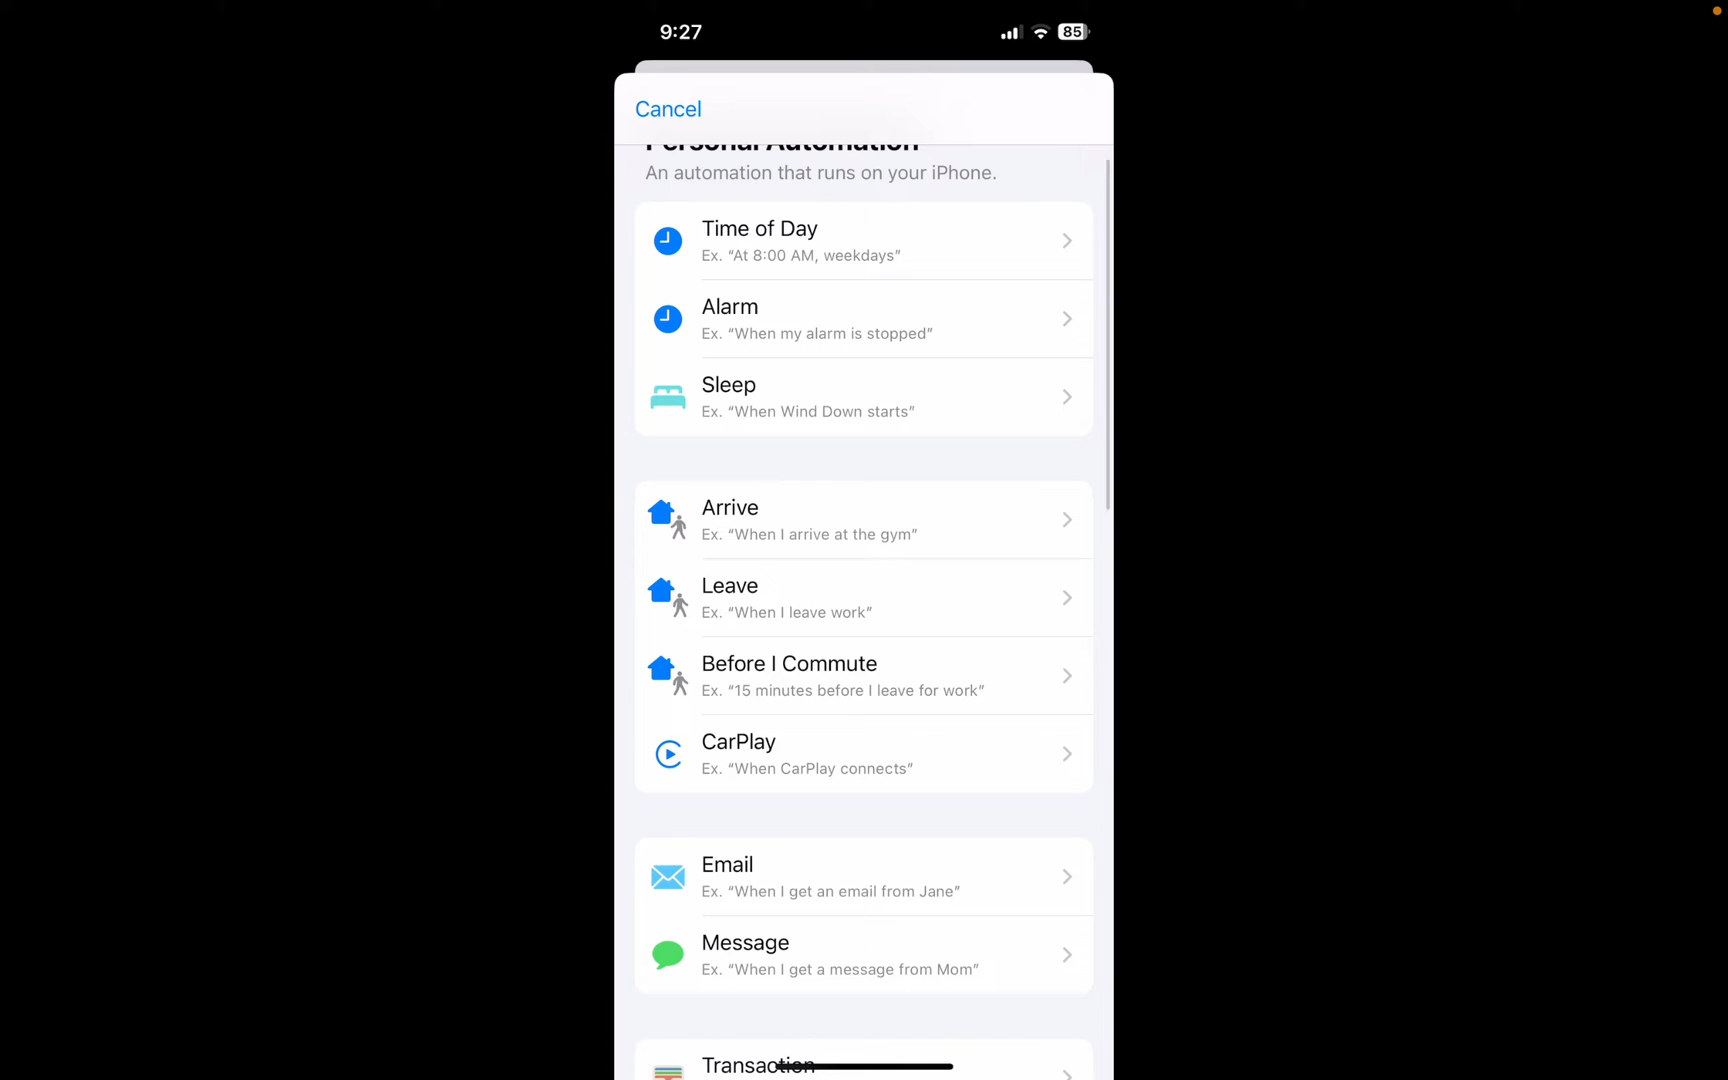 9:27
85
Cancel
Personal Automation
An automation that runs on your iPhone.
Time of Day
Ex. “At 8:00 AM, weekdays”
Alarm
Ex. “When my alarm is stopped”
Sleep
Ex. “When Wind Down starts”
Arrive
Ex. “When I arrive at the gym”
Leave
Ex. “When I leave work”
Before I Commute
Ex. “15 minutes before I leave for work”
CarPlay
Ex. “When CarPlay connects”
Email
Ex. “When I get an email from Jane”
Message
Ex. “When I get a message from Mom”
Transaction